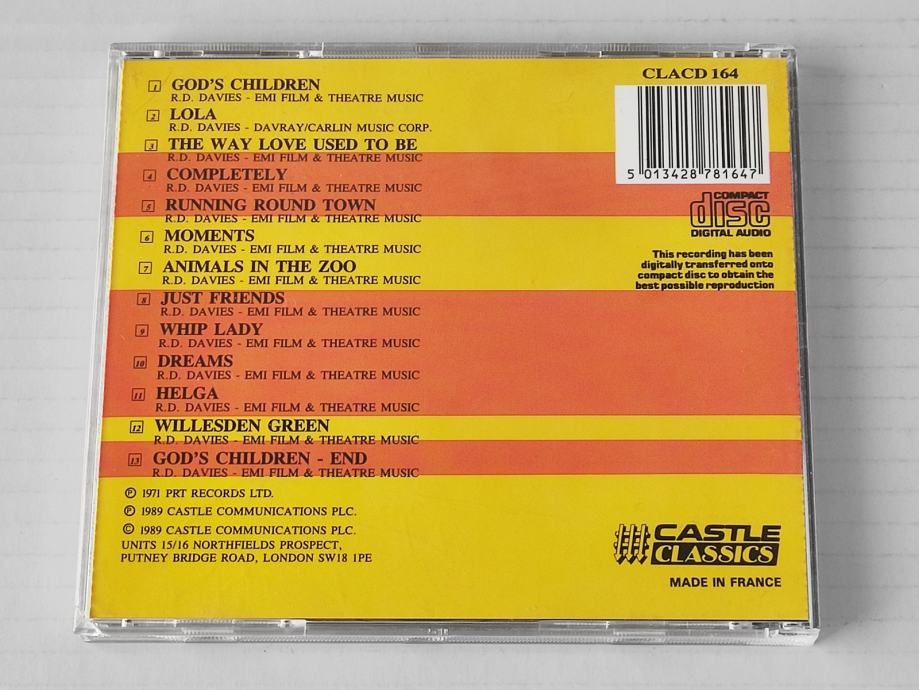 1 GOD'S CHILDREN
R.D. DAVIES - EMI FILM & THEATRE MUSIC
2 LOLA
R.D. DAVIES - DAVRAY/CARLIN MUSIC CORP.
3 THE WAY LOVE USED TO BE
R.D. DAVIES - EMI FILM & THEATRE MUSIC
4 COMPLETELY
R.D. DAVIES - EMI FILM & THEATRE MUSIC
5 RUNNING ROUND TOWN
R.D. DAVIES - EMI FILM & THEATRE MUSIC
6 MOMENTS
R.D. DAVIES - EMI FILM & THEATRE MUSIC
7 ANIMALS IN THE ZOO
R.D. DAVIES - EMI FILM & THEATRE MUSIC
8 JUST FRIENDS
R.D. DAVIES - EMI FILM & THEATRE MUSIC
9 WHIP LADY
R.D. DAVIES - EMI FILM & THEATRE MUSIC
10 DREAMS
R.D. DAVIES - EMI FILM & THEATRE MUSIC
11 HELGA
R.D. DAVIES - EMI FILM & THEATRE MUSIC
12 WILLESDEN GREEN
R.D. DAVIES - EMI FILM & THEATRE MUSIC
13 GOD'S CHILDREN - END
R.D. DAVIES - EMI FILM & THEATRE MUSIC
℗ 1971 PRT RECORDS LTD.
℗ 1989 CASTLE COMMUNICATIONS PLC.
© 1989 CASTLE COMMUNICATIONS PLC.
UNITS 15/16 NORTHFIELDS PROSPECT,
PUTNEY BRIDGE ROAD, LONDON SW18 1PE
CLACD 164
5 013428 781647
COMPACT
disc
DIGITAL AUDIO
This recording has been
digitally transferred onto
compact disc to obtain the
best possible reproduction
CASTLE
CLASSICS
MADE IN FRANCE